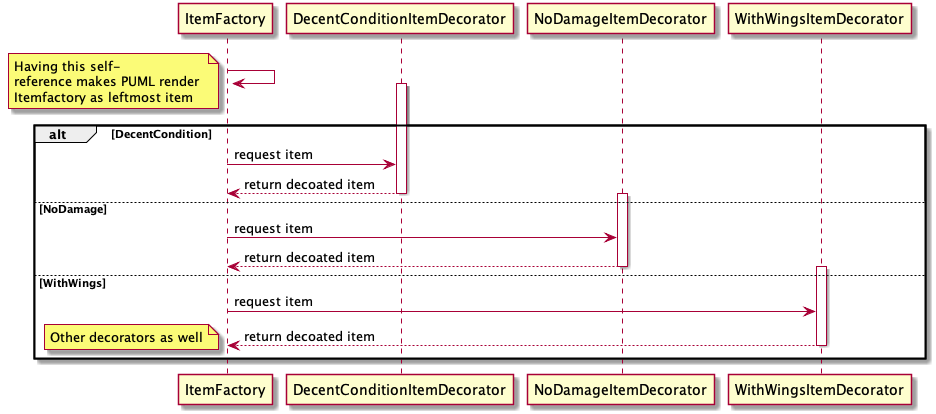 ItemFactory DecentConditionItemDecorator NoDamageItemDecorator WithWingsItemDecorator
Having this self-
reference makes PUML render
Itemfactory as leftmost item
alt [DecentCondition]
request item
return decoated item
[NoDamage]
request item
return decoated item
[WithWings]
request item
Other decorators as well return decoated item
ItemFactory DecentConditionItemDecorator NoDamageItemDecorator WithWingsItemDecorator